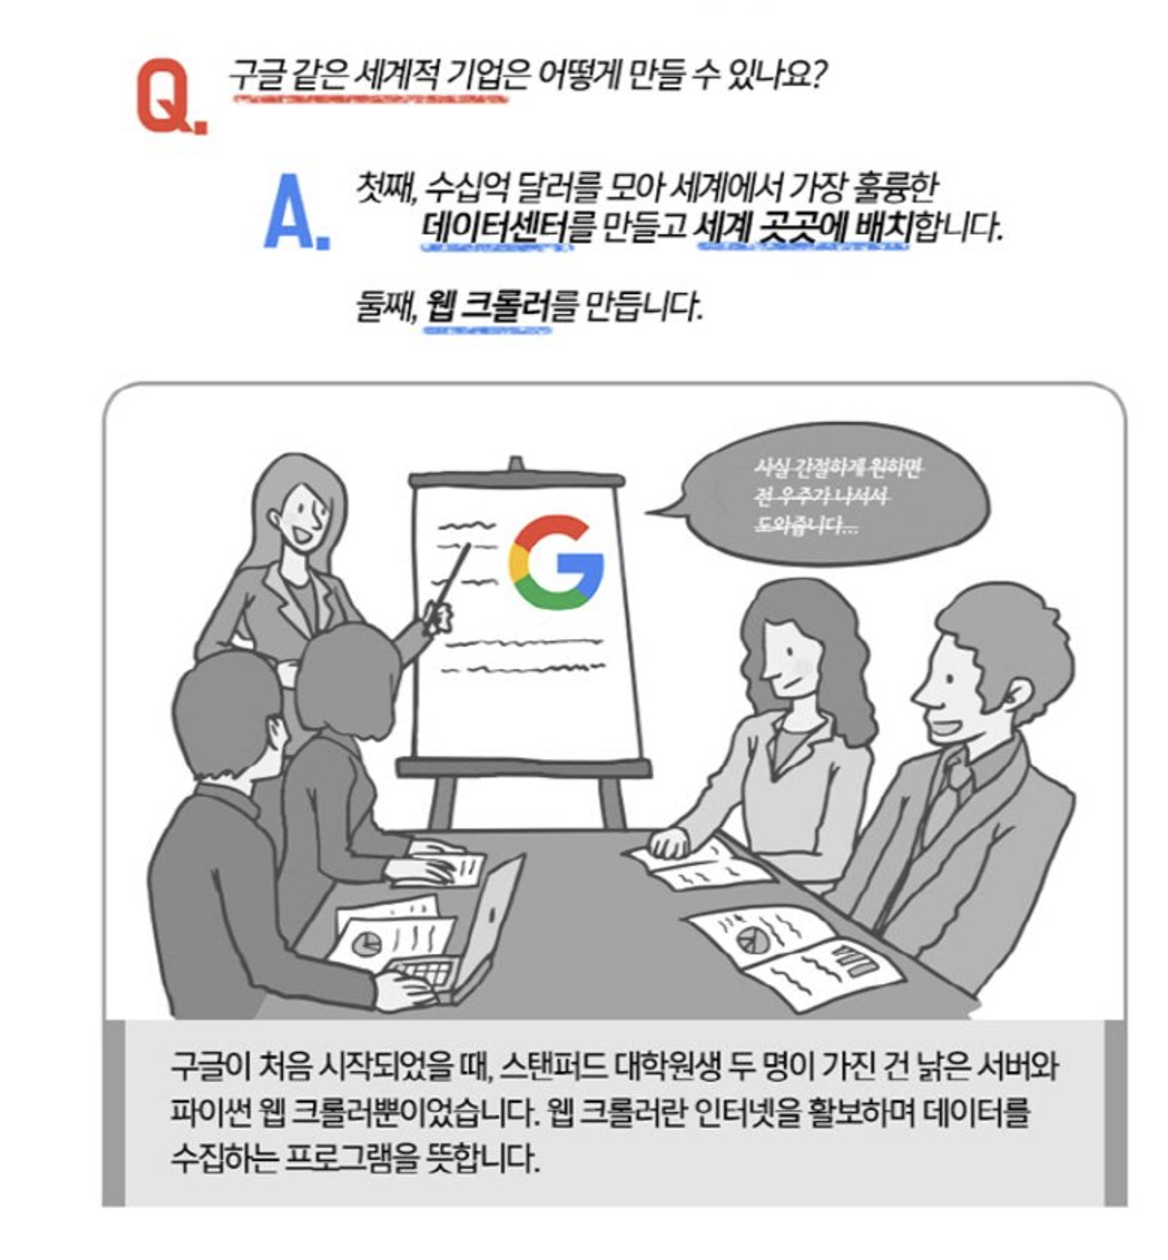 Q. 구글 같은 세계적 기업은 어떻게 만들 수 있나요?
A. 첫째, 수십억 달러를 모아 세계에서 가장 훌륭한
데이터센터를 만들고 세계 곳곳에 배치합니다.
둘째, 웹 크롤러를 만듭니다.
사실 간절하게 원하면
전 우주가 나서서
도와줍니다...
G
구글이 처음 시작되었을 때, 스탠퍼드 대학원생 두 명이 가진 건 낡은 서버와
파이썬 웹 크롤러뿐이었습니다. 웹 크롤러란 인터넷을 활보하며 데이터를
수집하는 프로그램을 뜻합니다.